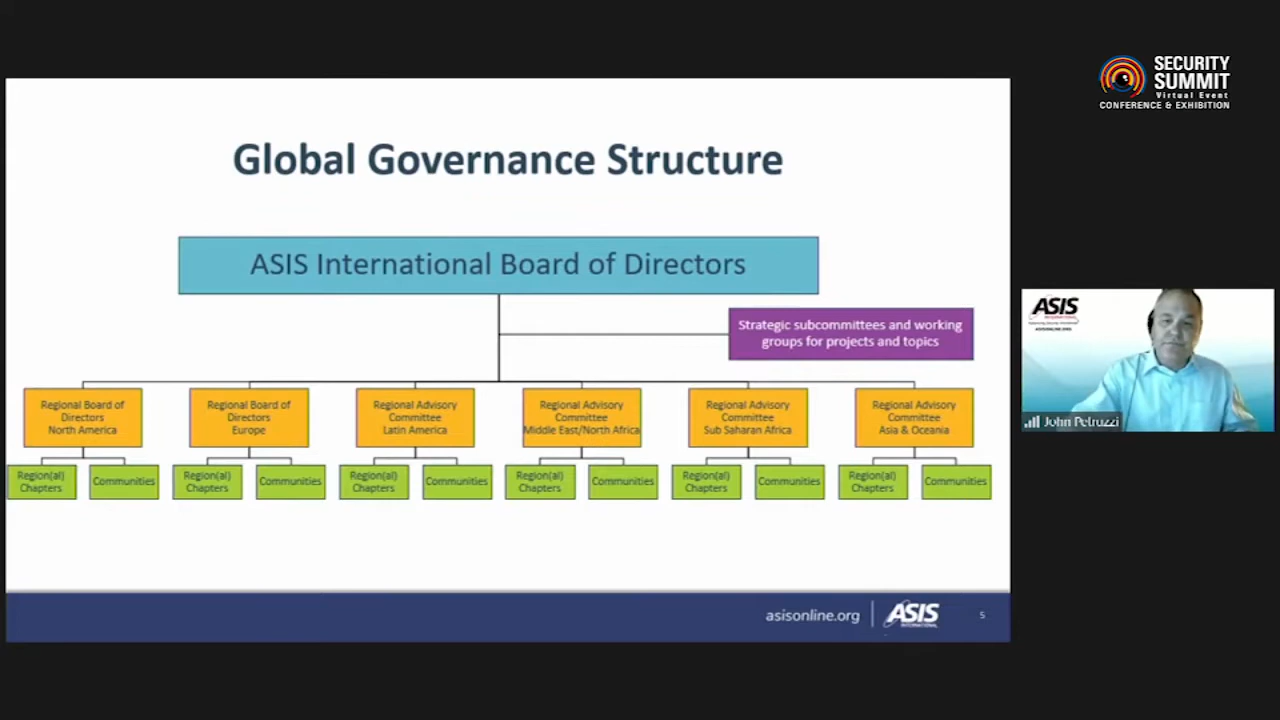 SECURITY
SUMMIT
Virtual Event
CONFERENCE & EXHIBITION
Global Governance Structure
ASIS International Board of Directors
Strategic subcommittees and working
groups for projects and topics
Regional Board of
Directors
North America
Regional Board of
Directors
Europe
Regional Advisory
Committee
Latin America
Regional Advisory
Committee
Middle East/North Africa
Regional Advisory
Committee
Sub Saharan Africa
Regional Advisory
Committee
Asia & Oceania
Region(al)
Chapters
Communities
Region(al)
Chapters
Communities
Region(al)
Chapters
Communities
Region(al)
Chapters
Communities
Region(al)
Chapters
Communities
Region(al)
Chapters
Communities
asisonline.org
ASIS
INTERNATIONAL
5
ASIS
ASISONLINE.ORG
John Petruzzi